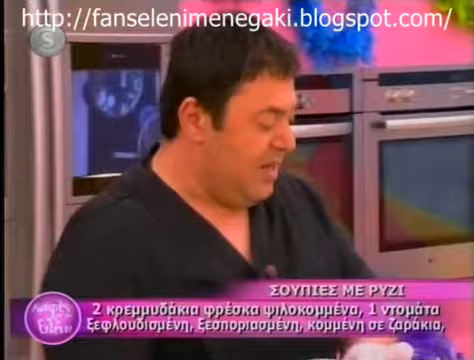 http://fanselenimenegaki.blogspot.com/
S
ΣΟΥΠΙΕΣ ΜΕ ΡΥΖΙ
2 κρεμμυδάκια φρέσκα ψιλοκομμένα, 1 ντομάτα
ξεφλουδισμένη, ξεσποριασμένη, κομμένη σε ζαράκια,